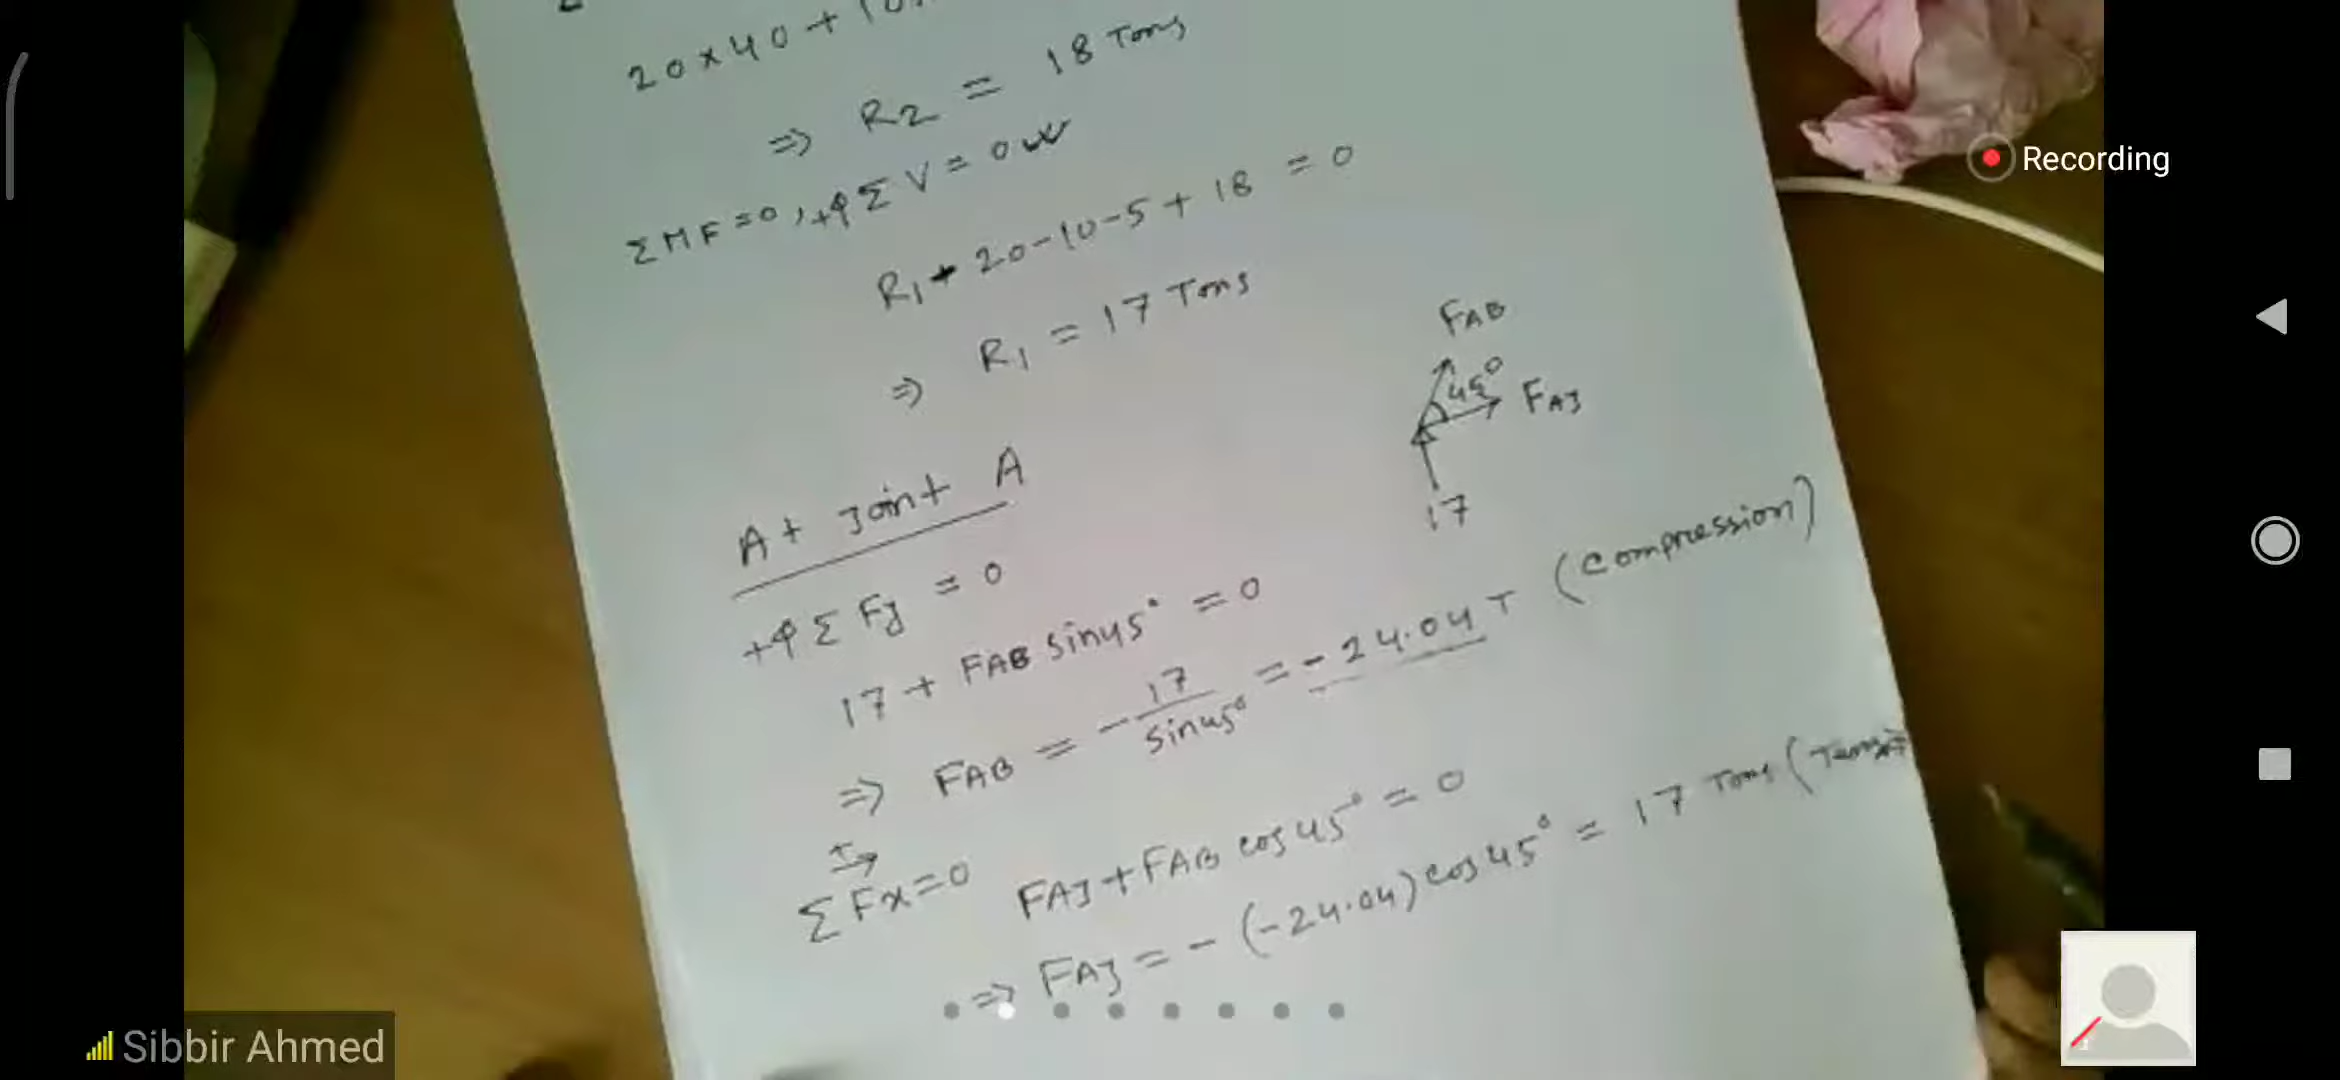 20×40+10
⇒ R2 = 18 Tons
ΣMF=0, +↑ΣV=0
R1-20-10-5+18=0
⇒ R1 = 17 Tons
At Joint A
FAB
45°
FAJ
17
+↑ΣFy = 0
17+FAB sin45° = 0
⇒ FAB = -17/sin45° = -24.04 T (compression)
+→
ΣFx=0 FAJ+FAB cos45° = 0
⇒ FAJ = -(-24.04)cos45° = 17 Tons
Recording
Sibbir Ahmed